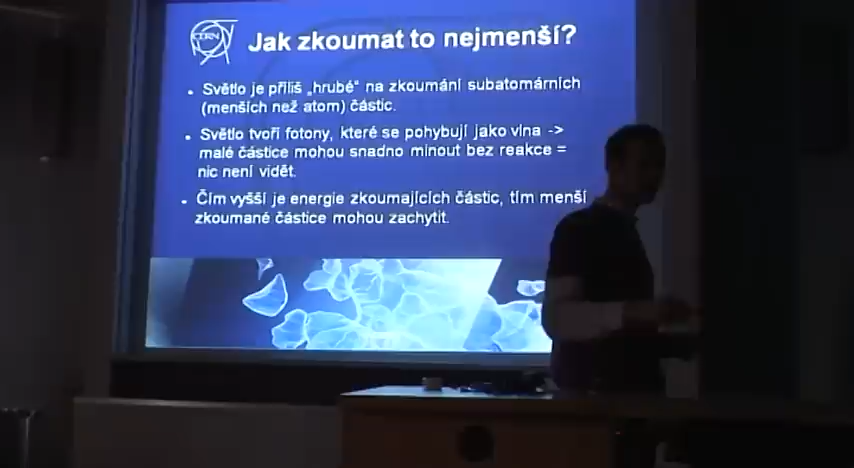 CERN
Jak zkoumat to nejmenší?
Světlo je příliš „hrubé“ na zkoumání subatomárních
(menších než atom) částic.
Světlo tvoří fotony, které se pohybují jako vlna ->
malé částice mohou snadno minout bez reakce =
nic není vidět.
Čím vyšší je energie zkoumajících částic, tím menší
zkoumané částice mohou zachytit.